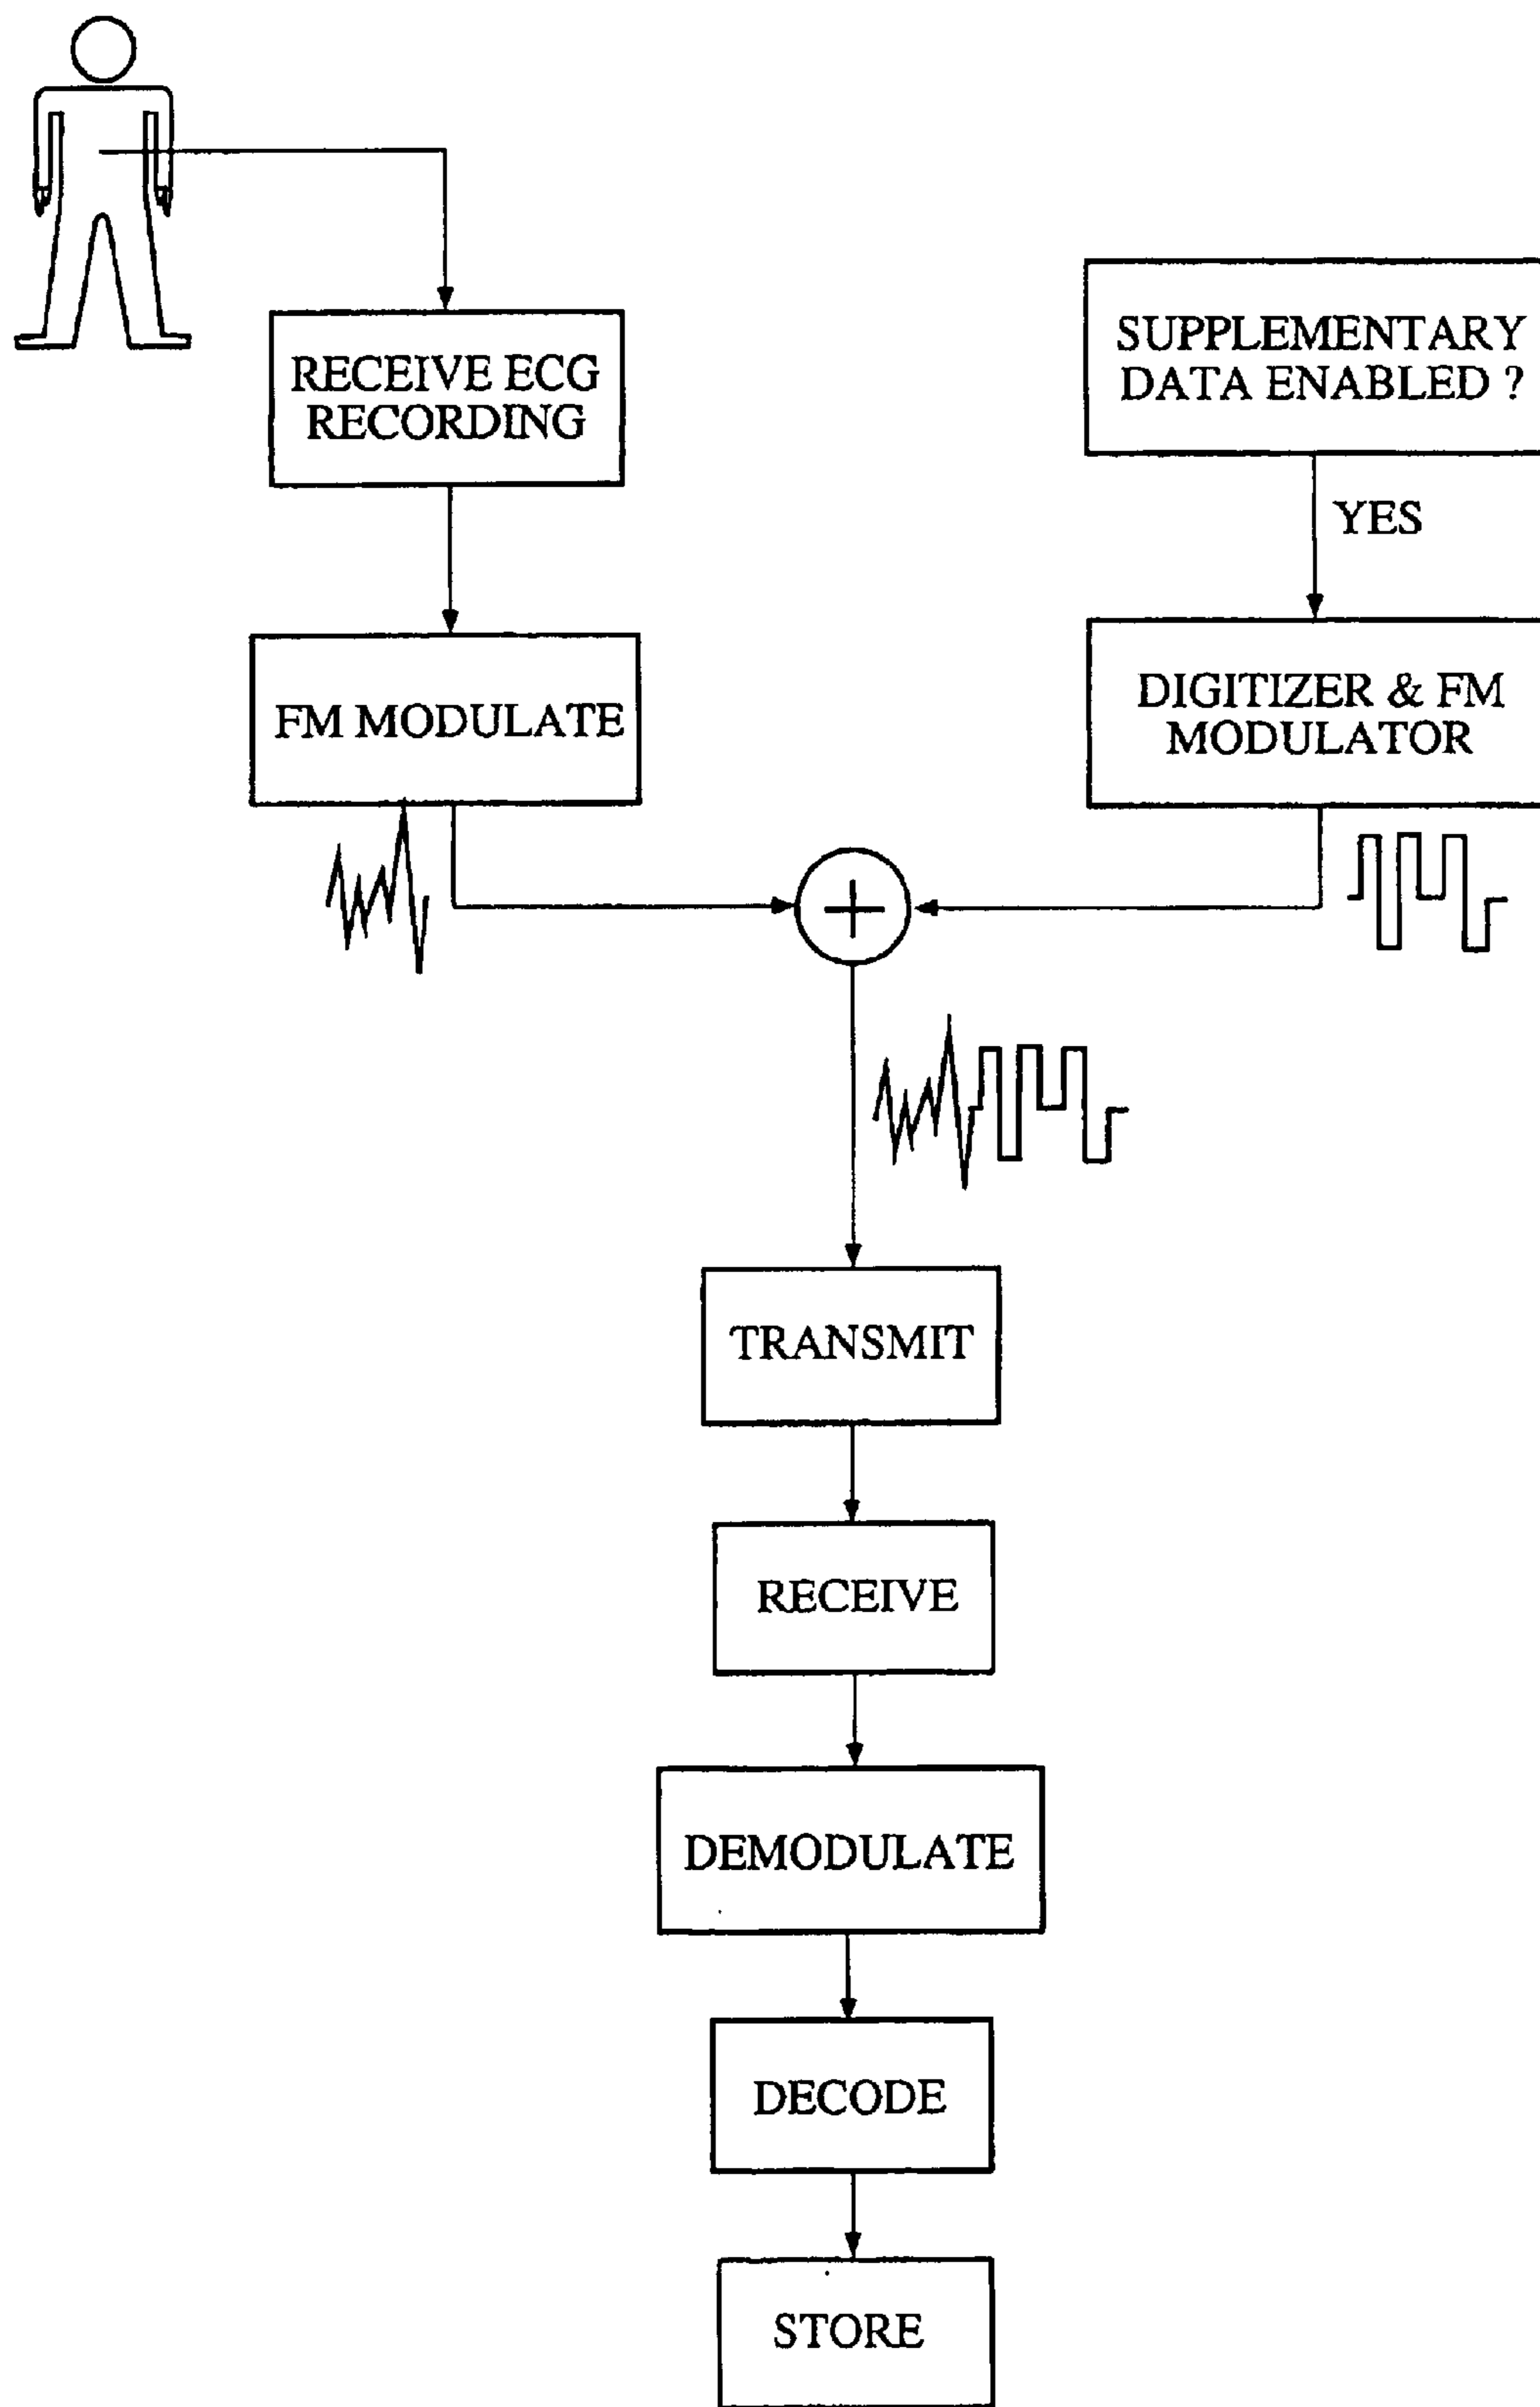 RECEIVE ECG
RECORDING
SUPPLEMENTARY
DATA ENABLED ?
YES
FM MODULATE
DIGITIZER & FM
MODULATOR
TRANSMIT
RECEIVE
DEMODULATE
DECODE
STORE